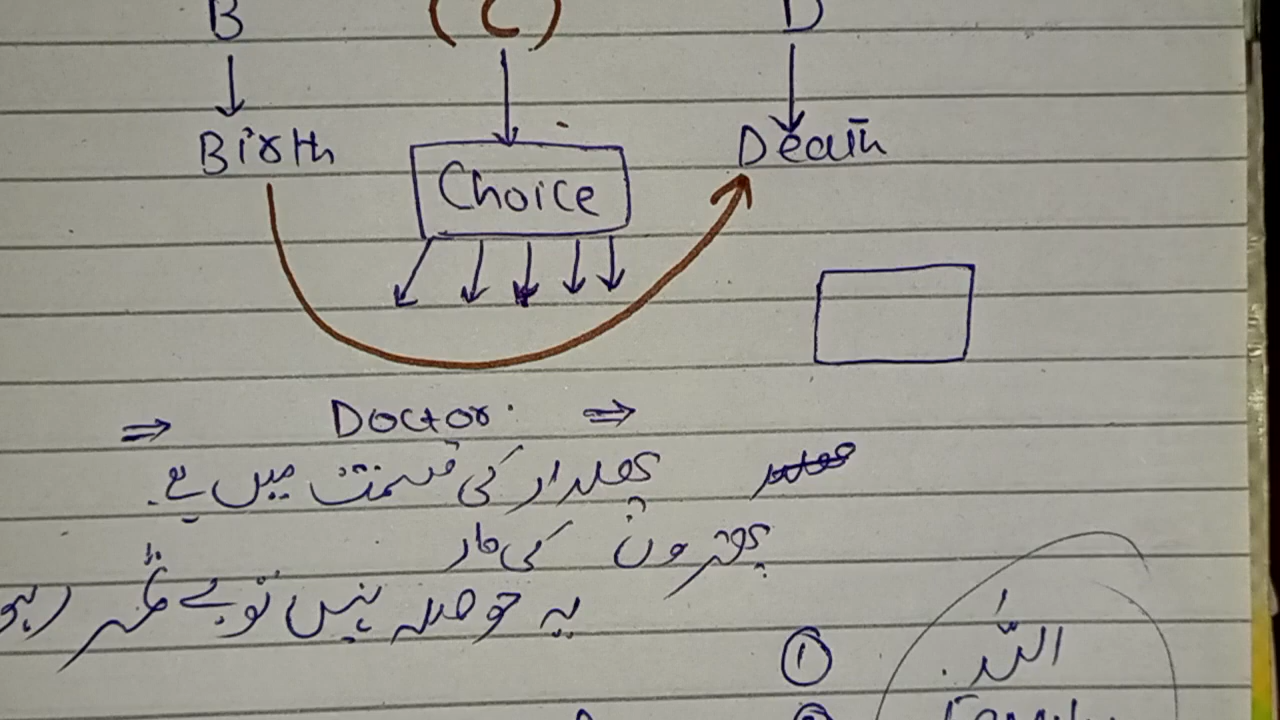 B (C) D
Birth Choice Death
⇒ Doctor. ⇒
پھلدار کی قسمت میں ہے۔
پتھروں کی مار
یہ حوصلہ نہیں تو بے ثمر رہو
① اللہ